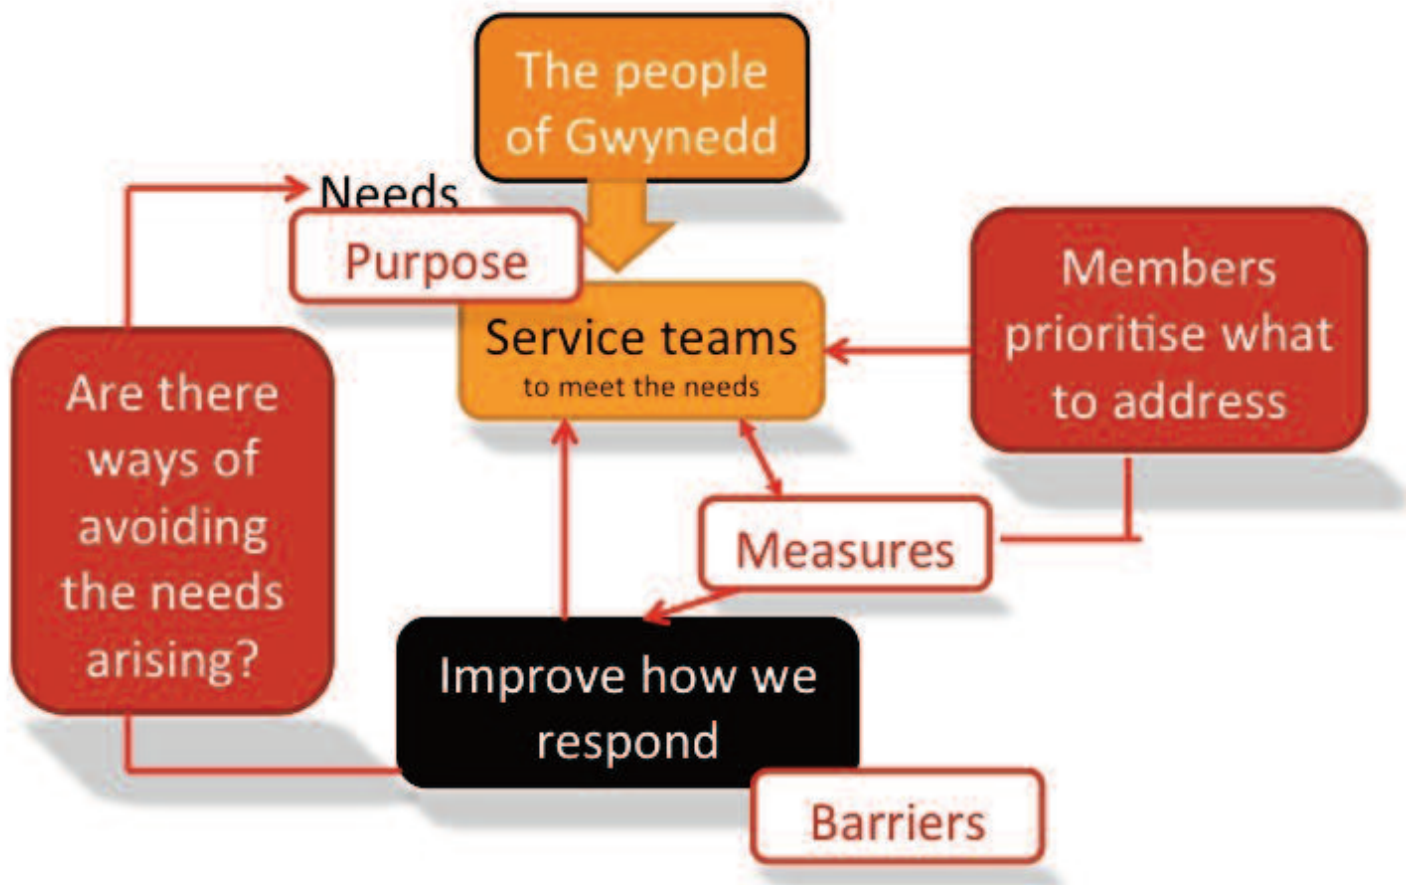 The people
of Gwynedd
Needs
Purpose
Service teams
to meet the needs
Members
prioritise what
to address
Are there
ways of
avoiding
the needs
arising?
Measures
Improve how we
respond
Barriers